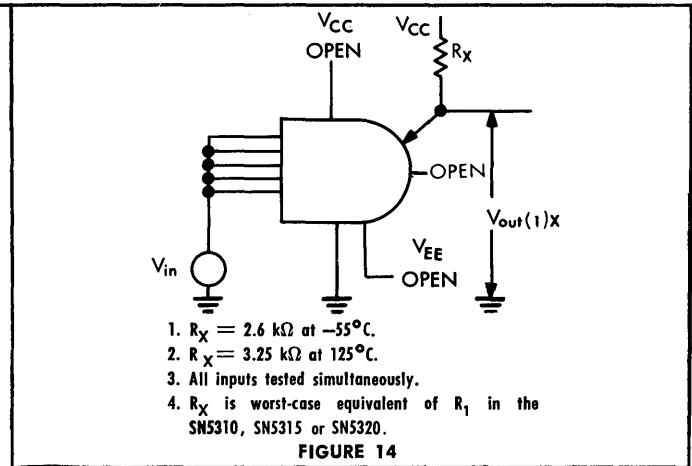 VCC
OPEN
VCC
RX
OPEN
Vout(1)X
VEE
OPEN
Vin
1. RX = 2.6 kΩ at −55°C.
2. RX = 3.25 kΩ at 125°C.
3. All inputs tested simultaneously.
4. RX is worst-case equivalent of R1 in the
SN5310, SN5315 or SN5320.
FIGURE 14